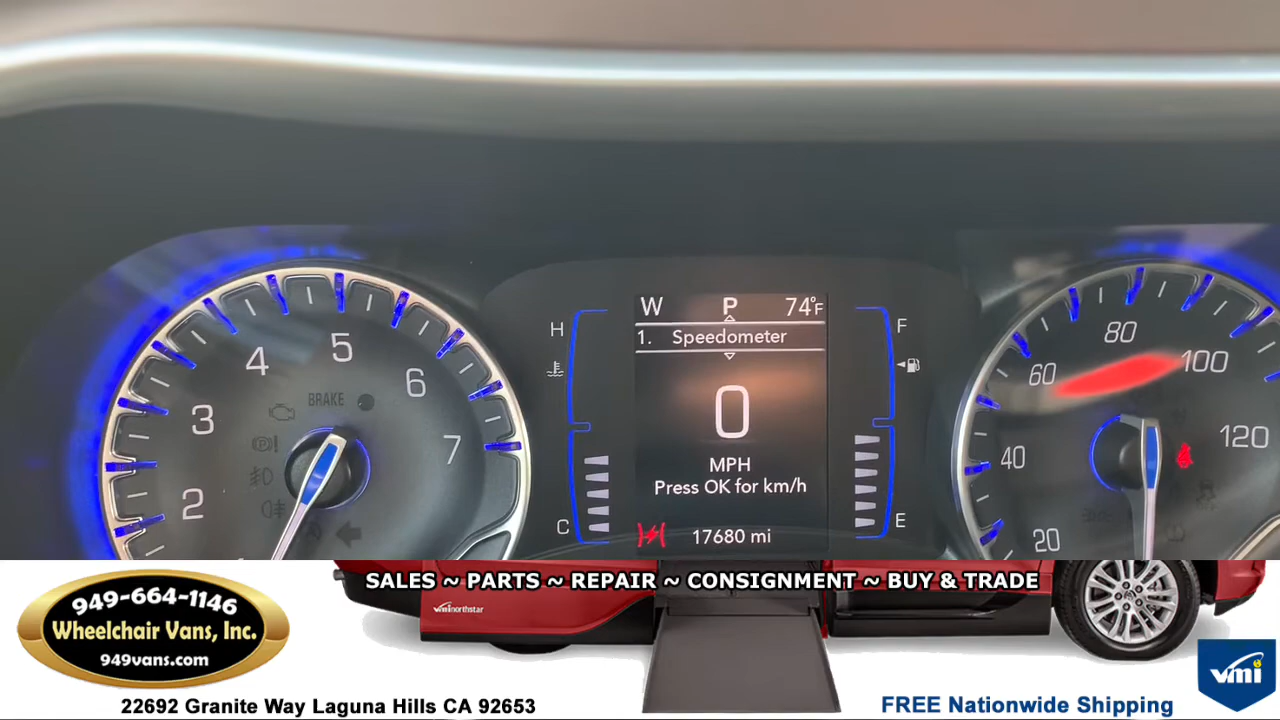 W P 74°F
1. Speedometer
0
MPH
Press OK for km/h
17680 mi
H
C
F
E
BRAKE
2
3
4
5
6
7
20
40
60
80
100
120
SALES ~ PARTS ~ REPAIR ~ CONSIGNMENT ~ BUY & TRADE
949-664-1146
Wheelchair Vans, Inc.
949vans.com
22692 Granite Way Laguna Hills CA 92653
vmi northstar
vmi
FREE Nationwide Shipping